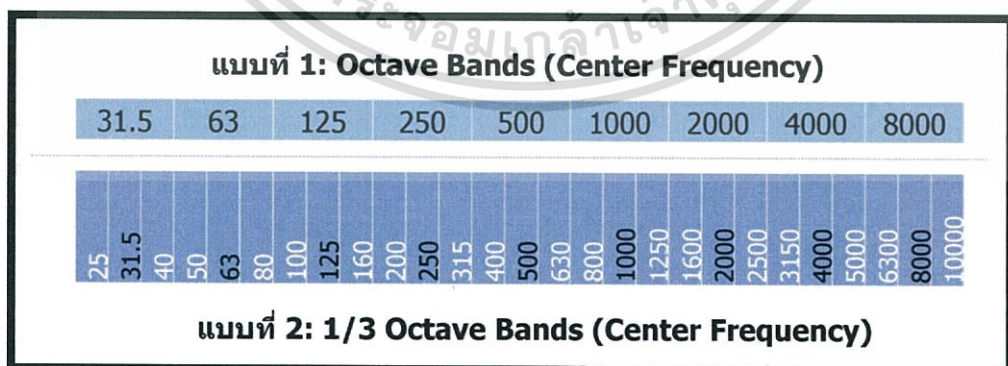 แบบที่ 1: Octave Bands (Center Frequency)
31.5 63 125 250 500 1000 2000 4000 8000
25 31.5 40 50 63 80 100 125 160 200 250 315 400 500 630 800 1000 1250 1600 2000 2500 3150 4000 5000 6300 8000 10000
แบบที่ 2: 1/3 Octave Bands (Center Frequency)